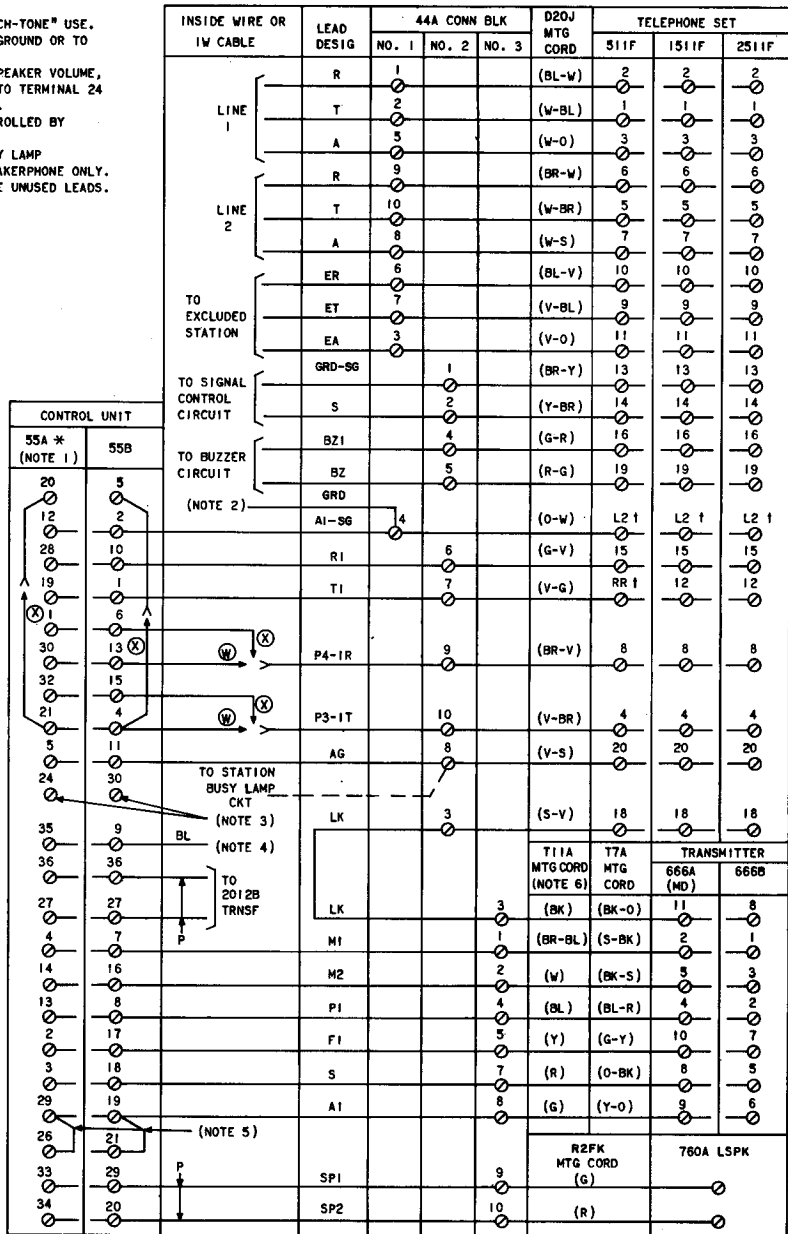 CH-TONE" USE.
GROUND OR TO
PEAKER VOLUME,
TO TERMINAL 24
ROLLED BY
Y LAMP
AKERPHONE ONLY.
E UNUSED LEADS.
INSIDE WIRE OR IW CABLE | LEAD DESIG | 44A CONN BLK | D20J MTG CORD | TELEPHONE SET
NO. 1 | NO. 2 | NO. 3 | 511F | 1511F | 2511F
LINE 1
R 1 (BL-W) 2 2 2
T 2 (W-BL) 1 1 1
A 5 (W-O) 3 3 3
LINE 2
R 9 (BR-W) 6 6 6
T 10 (W-BR) 5 5 5
A 8 (W-S) 7 7 7
TO EXCLUDED STATION
ER 6 (BL-V) 10 10 10
ET 7 (V-BL) 9 9 9
EA 3 (V-O) 11 11 11
TO SIGNAL CONTROL CIRCUIT
GRD-SG 1 (BR-Y) 13 13 13
S 2 (Y-BR) 14 14 14
TO BUZZER CIRCUIT
BZ1 4 (G-R) 16 16 16
BZ 5 (R-G) 19 19 19
CONTROL UNIT
55A * (NOTE 1) | 55B
20 5 (NOTE 2) GRD
12 2 A1-SG 4 (O-W) L2 † L2 † L2 †
28 10 R1 6 (G-V) 15 15 15
19 1 T1 7 (V-G) RR † 12 12
X 1 6 X
30 13 X W P4-1R 9 (BR-V) 8 8 8
32 15 X
21 4 W P3-1T 10 (V-BR) 4 4 4
5 11 AG 8 (V-S) 20 20 20
TO STATION BUSY LAMP CKT
24 30 (NOTE 3) LK 3 (S-V) 18 18 18
35 9 BL (NOTE 4)
T11A MTG CORD (NOTE 6) | T7A MTG CORD | TRANSMITTER
666A (MD) | 666B
36 36 TO 2012B TRNSF
27 27 P LK 3 (BK) (BK-O) 11 8
4 7 M1 1 (BR-BL) (S-BK) 2 1
14 16 M2 2 (W) (BK-S) 5 3
13 8 P1 4 (BL) (BL-R) 4 2
2 17 F1 5 (Y) (G-Y) 10 7
3 18 S 7 (R) (O-BK) 8 5
29 19 A1 8 (G) (Y-O) 9 6
26 21 (NOTE 5)
R2FK MTG CORD | 760A LSPK
33 29 P SP1 9 (G)
34 20 SP2 10 (R)